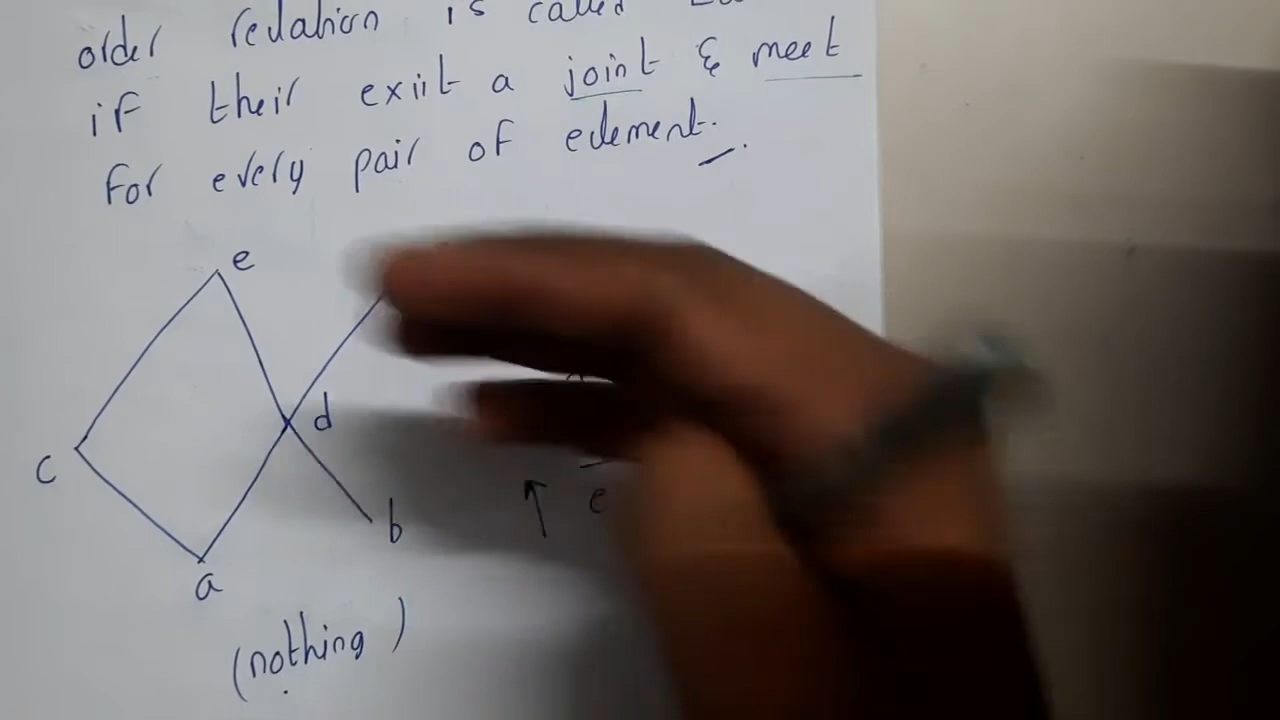 order relation is called
if their exist a joint & meet
for every pair of element.
e
d
c
e
b
a
(nothing)